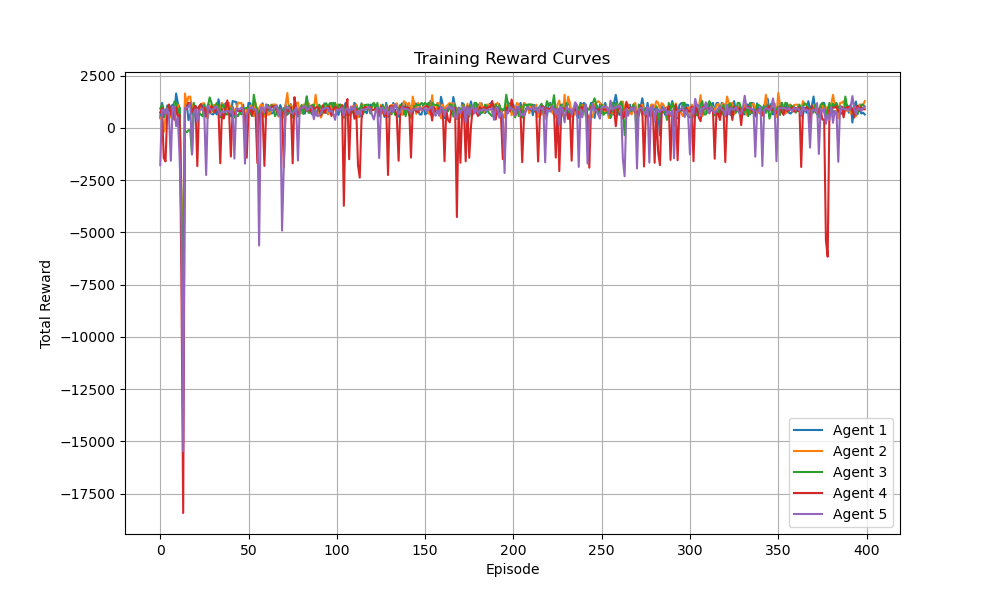 Training Reward Curves
Total Reward
2500
0
−2500
−5000
−7500
−10000
−12500
−15000
−17500
0 50 100 150 200 250 300 350 400
Episode
Agent 1
Agent 2
Agent 3
Agent 4
Agent 5